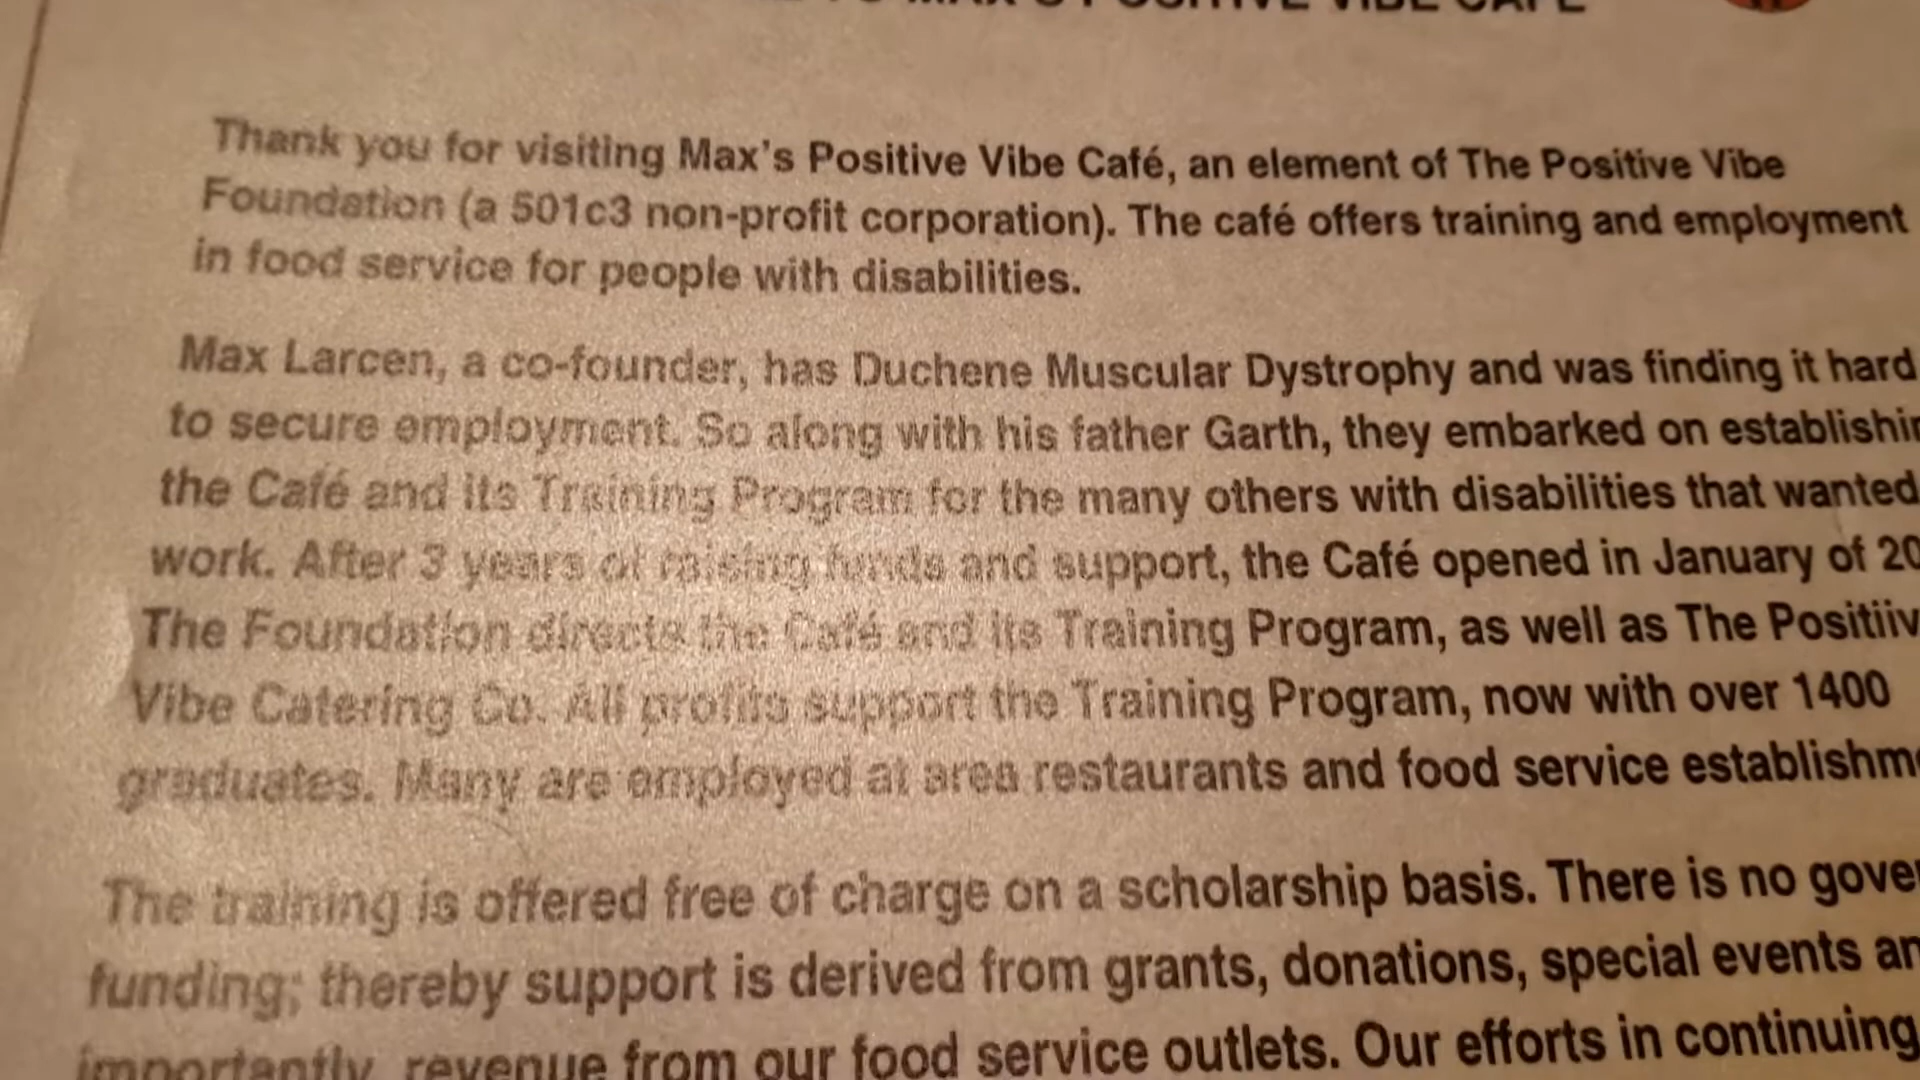 TO MAX'S POSITIVE VIBE CAFE
Thank you for visiting Max's Positive Vibe Café, an element of The Positive Vibe
Foundation (a 501c3 non-profit corporation). The café offers training and employment
in food service for people with disabilities.
Max Larcen, a co-founder, has Duchene Muscular Dystrophy and was finding it hard
to secure employment. So along with his father Garth, they embarked on establishin
the Café and its Training Program for the many others with disabilities that wanted
work. After 3 years of raising funds and support, the Café opened in January of 20
The Foundation directs the Café and its Training Program, as well as The Positiiv
Vibe Catering Co. All profits support the Training Program, now with over 1400
graduates. Many are employed at area restaurants and food service establishm
The training is offered free of charge on a scholarship basis. There is no gover
funding; thereby support is derived from grants, donations, special events an
importantly, revenue from our food service outlets. Our efforts in continuing